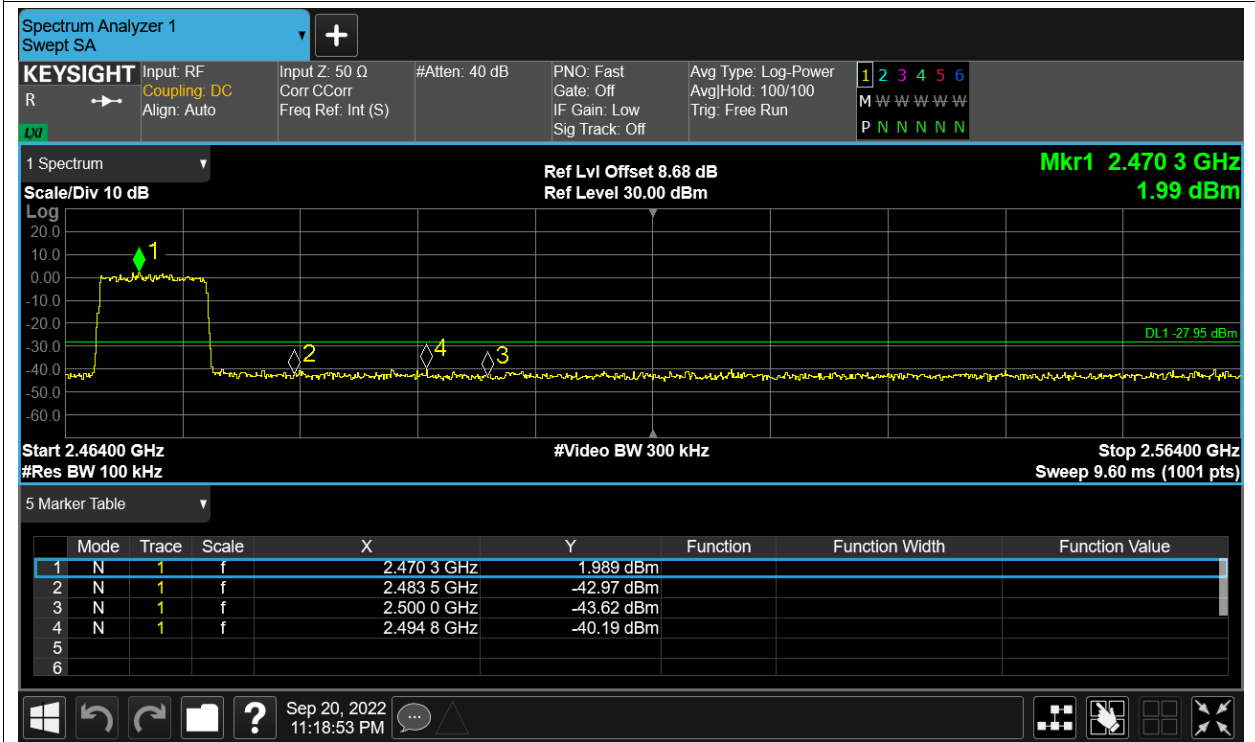 Spectrum Analyzer 1
Swept SA
KEYSIGHT
R
LXI
Input: RF
Coupling: DC
Align: Auto
Input Z: 50 Ω
Corr CCorr
Freq Ref: Int (S)
#Atten: 40 dB
PNO: Fast
Gate: Off
IF Gain: Low
Sig Track: Off
Avg Type: Log-Power
Avg|Hold: 100/100
Trig: Free Run
1 2 3 4 5 6
M W W W W W
P N N N N N
1 Spectrum
Scale/Div 10 dB
Ref Lvl Offset 8.68 dB
Ref Level 30.00 dBm
Mkr1 2.470 3 GHz
1.99 dBm
Log
20.0
10.0
0.00
-10.0
-20.0
-30.0
-40.0
-50.0
-60.0
1
2
4
3
DL1 -27.95 dBm
Start 2.46400 GHz
#Video BW 300 kHz
Stop 2.56400 GHz
#Res BW 100 kHz
Sweep 9.60 ms (1001 pts)
5 Marker Table
Mode Trace Scale X Y Function Function Width Function Value
1 N 1 f 2.470 3 GHz 1.989 dBm
2 N 1 f 2.483 5 GHz -42.97 dBm
3 N 1 f 2.500 0 GHz -43.62 dBm
4 N 1 f 2.494 8 GHz -40.19 dBm
5
6
?
Sep 20, 2022
11:18:53 PM